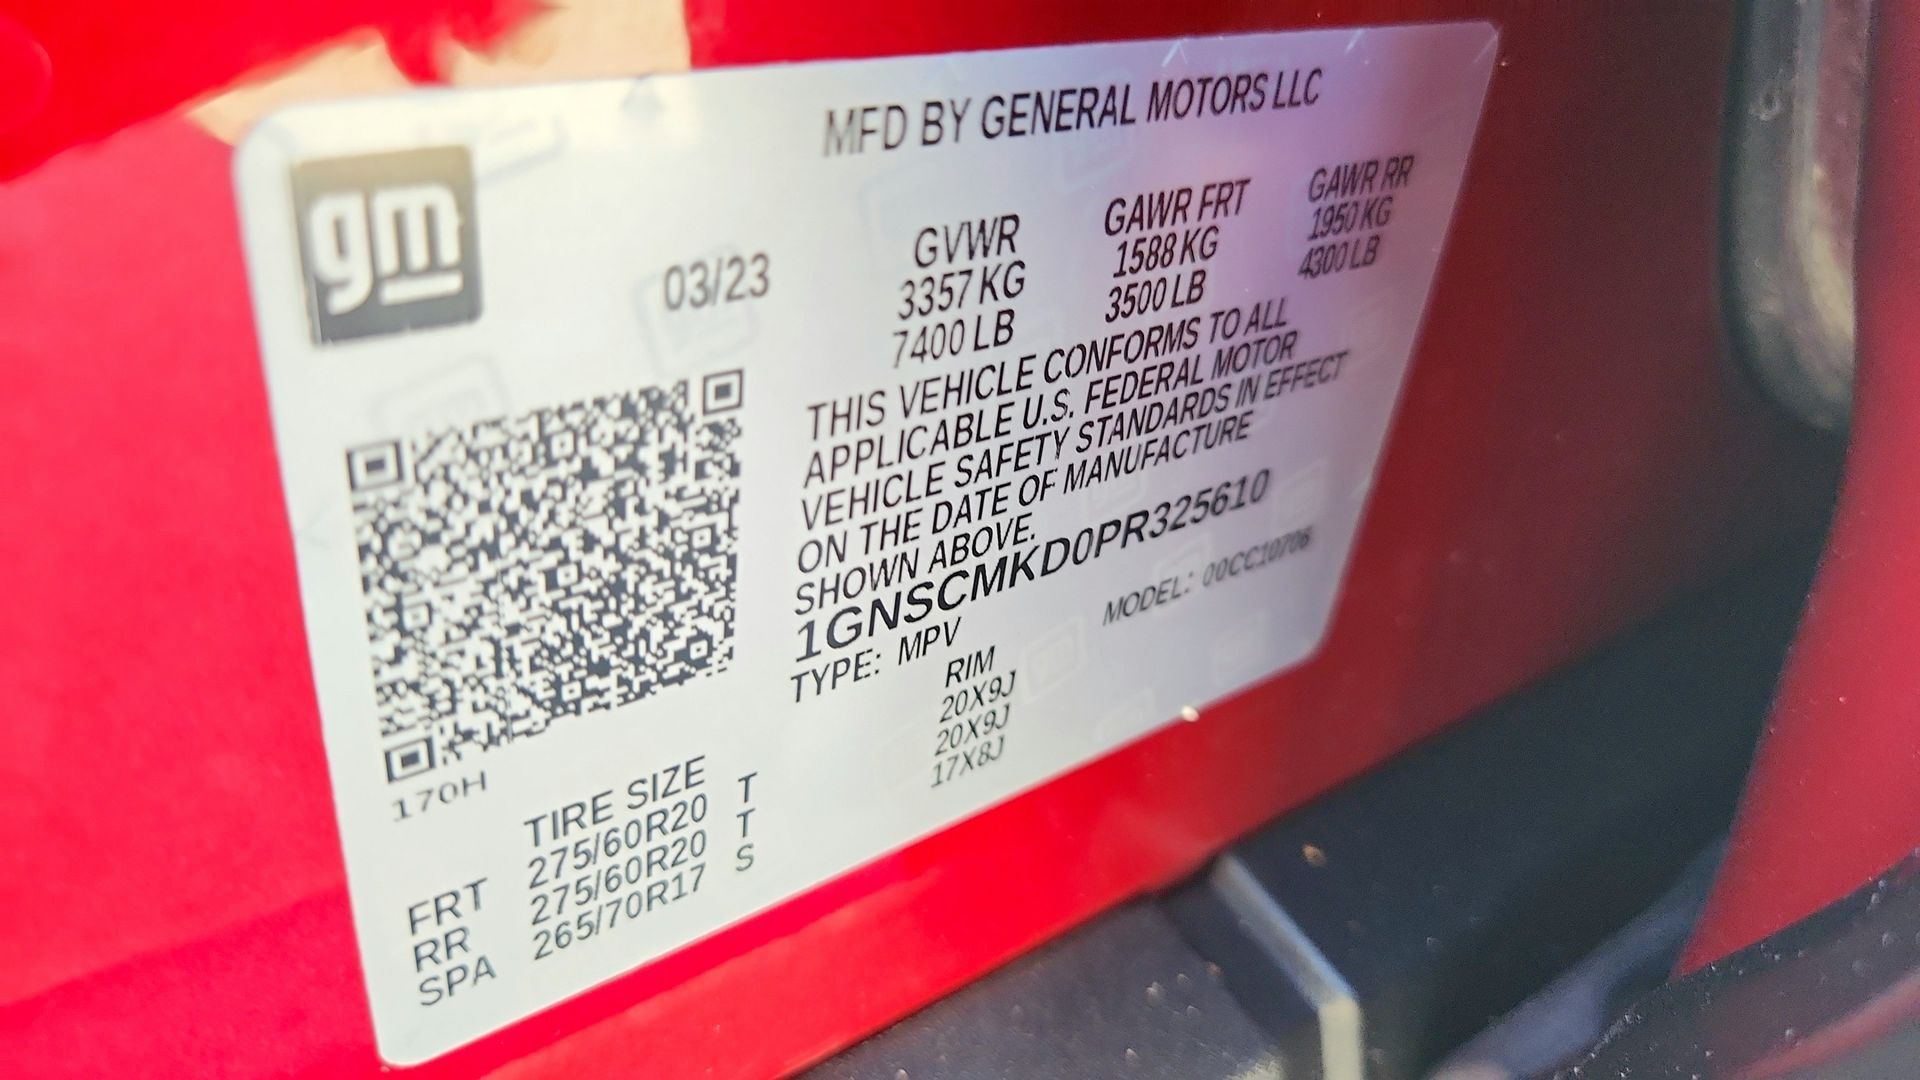 gm
MFD BY GENERAL MOTORS LLC
03/23
GVWR
3357 KG
7400 LB
GAWR FRT
1588 KG
3500 LB
GAWR RR
1950 KG
4300 LB
THIS VEHICLE CONFORMS TO ALL
APPLICABLE U.S. FEDERAL MOTOR
VEHICLE SAFETY STANDARDS IN EFFECT
ON THE DATE OF MANUFACTURE
SHOWN ABOVE.
1GNSCMKD0PR325610
TYPE: MPV
MODEL: 00CC10706
170H
TIRE SIZE RIM
FRT 275/60R20 T 20X9J
RR 275/60R20 T 20X9J
SPA 265/70R17 S 17X8J